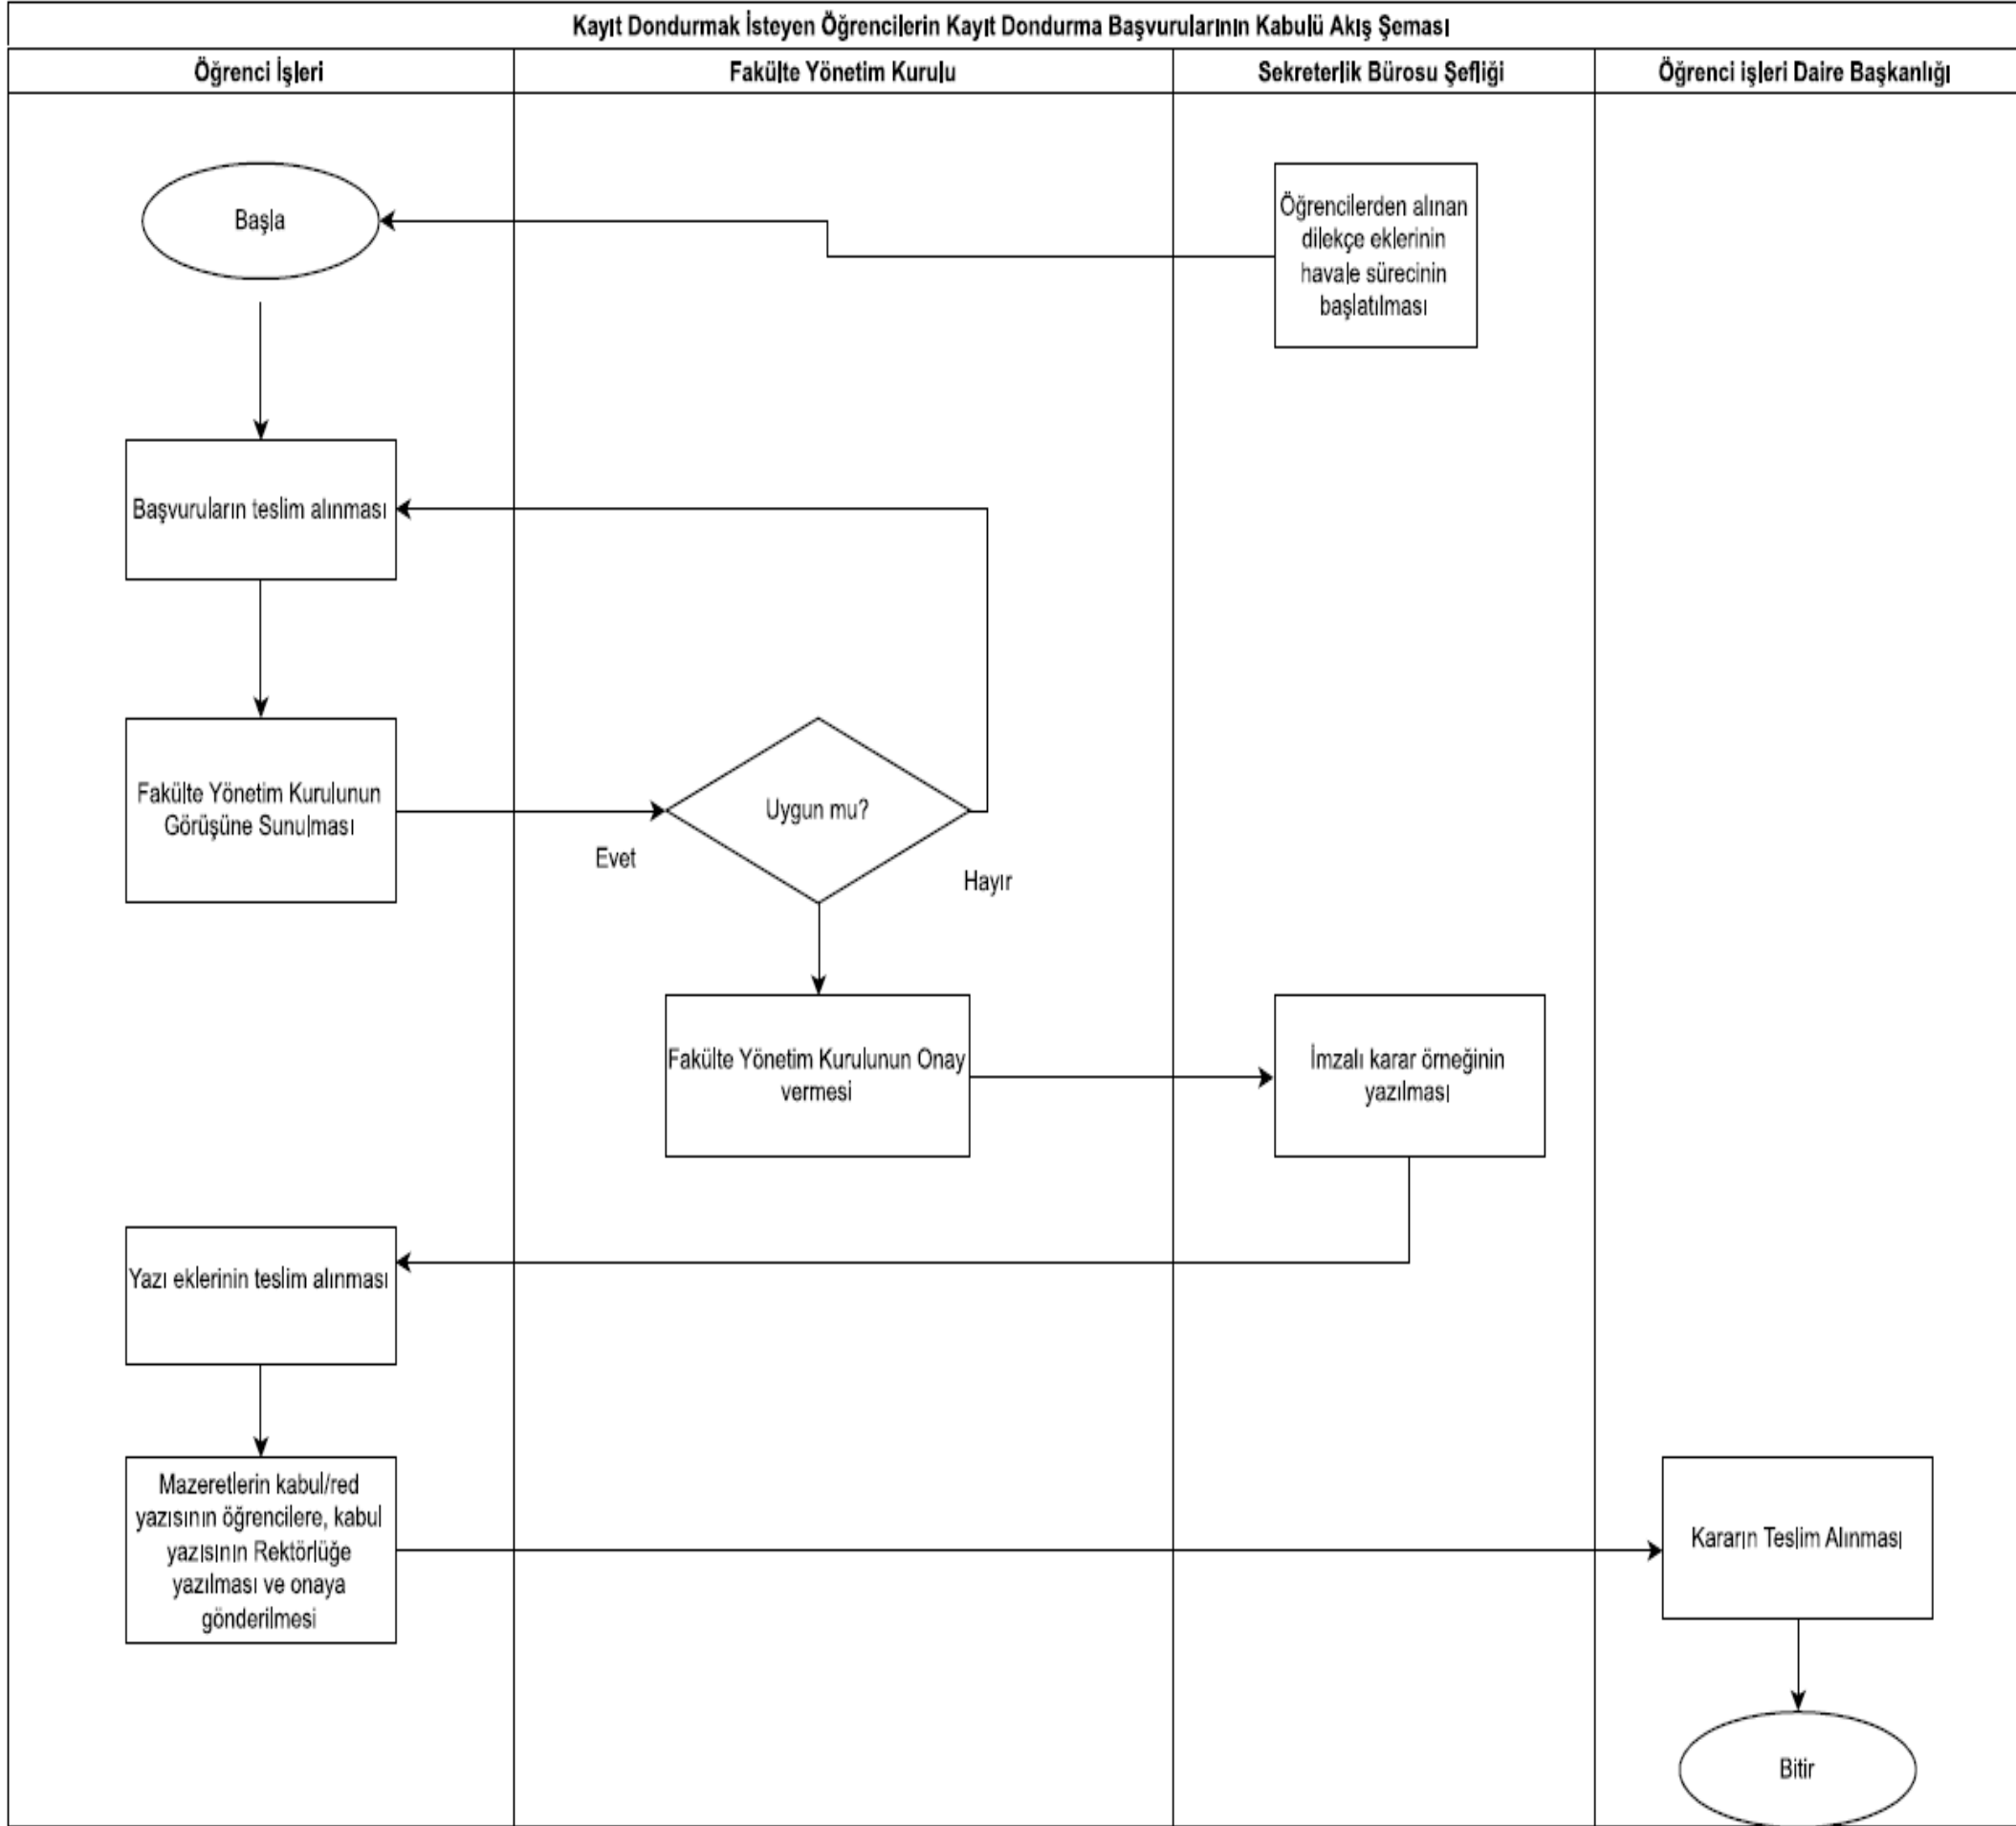 Kayıt Dondurmak İsteyen Öğrencilerin Kayıt Dondurma Başvurularının Kabulü Akış Şeması
Öğrenci İşleri
Fakülte Yönetim Kurulu
Sekreterlik Bürosu Şefliği
Öğrenci işleri Daire Başkanlığı
Başla
Öğrencilerden alınan
dilekçe eklerinin
havale sürecinin
başlatılması
Başvuruların teslim alınması
Fakülte Yönetim Kurulunun
Görüşüne Sunulması
Uygun mu?
Evet
Hayır
Fakülte Yönetim Kurulunun Onay
vermesi
İmzalı karar örneğinin
yazılması
Yazı eklerinin teslim alınması
Mazeretlerin kabul/red
yazısının öğrencilere, kabul
yazısının Rektörlüğe
yazılması ve onaya
gönderilmesi
Kararın Teslim Alınması
Bitir